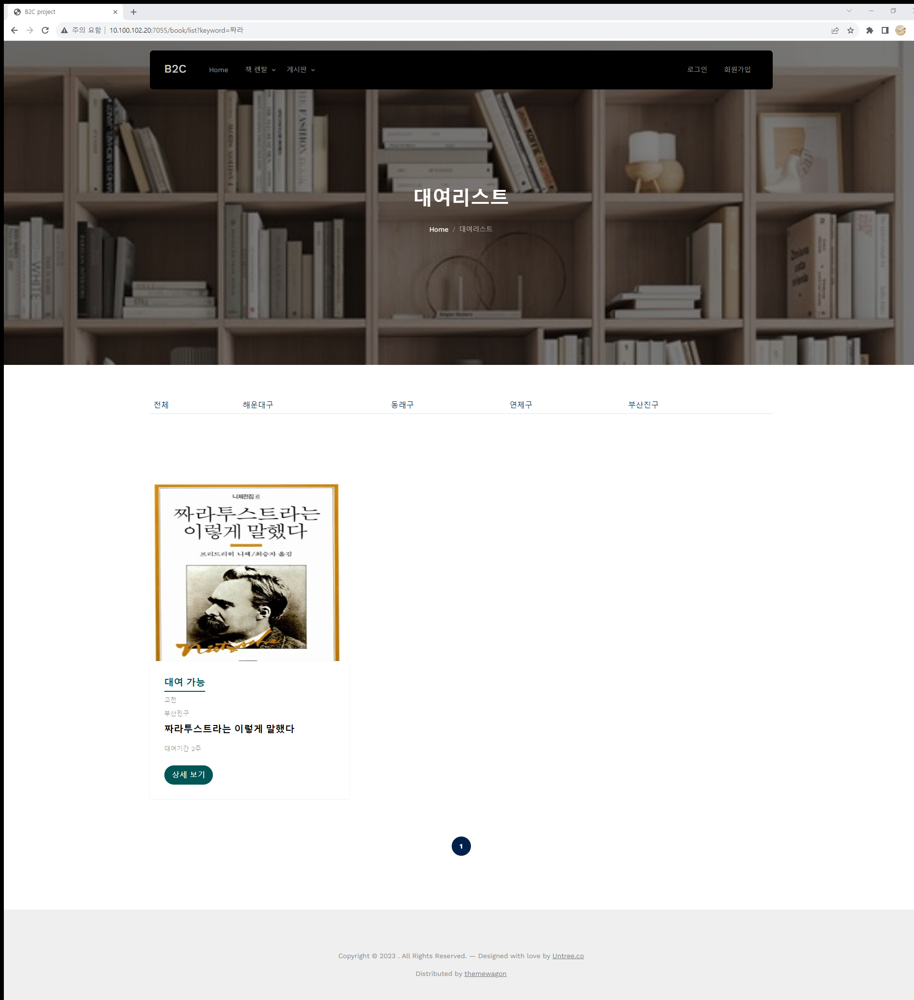 B2C project
주의 요함 | 10.100.102.20:7055/book/list?keyword=짜라
B2C Home 책 렌탈 게시판 로그인 회원가입
WHITE
대여리스트
Home / 대여리스트
전체 해운대구 동래구 연제구 부산진구
니체전집 6
짜라투스트라는
이렇게 말했다
프리드리히 니체/최승자 옮김
Nietzsche
대여 가능
고전
부산진구
짜라투스트라는 이렇게 말했다
대여기간 2주
상세 보기
1
Copyright © 2023 . All Rights Reserved. — Designed with love by Untree.co
Distributed by themewagon